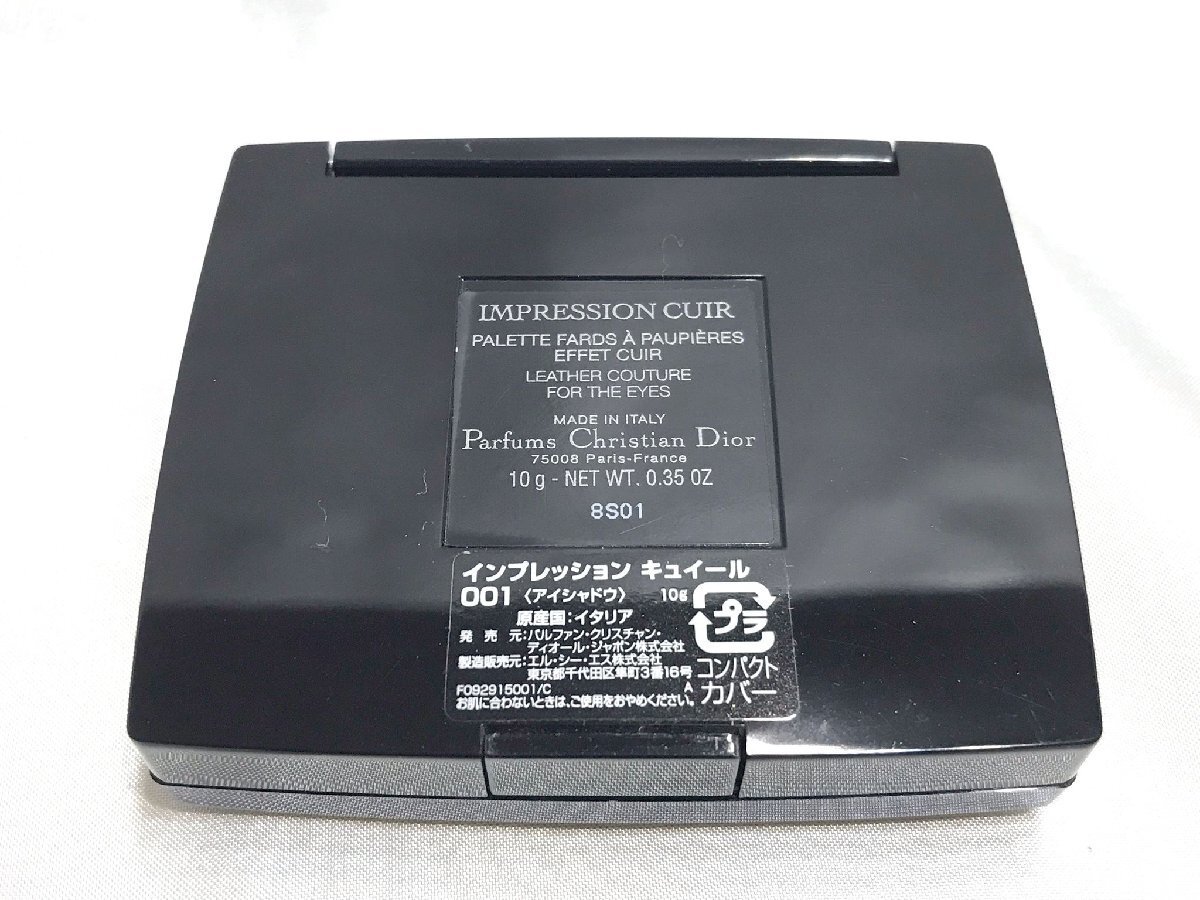 IMPRESSION CUIR
PALETTE FARDS À PAUPIÈRES
EFFET CUIR
LEATHER COUTURE
FOR THE EYES
MADE IN ITALY
Parfums Christian Dior
75008 Paris-France
10 g - NET WT. 0.35 OZ
8S01
インプレッション キュイール
001 〈アイシャドウ〉 10g
原産国:イタリア
発売元:パルファン・クリスチャン・
ディオール・ジャポン株式会社
製造販売元:エル・シー・エス株式会社
東京都千代田区隼町3番16号
F092915001/C A
お肌に合わないときは、ご使用をおやめください。
プラ
コンパクト
カバー